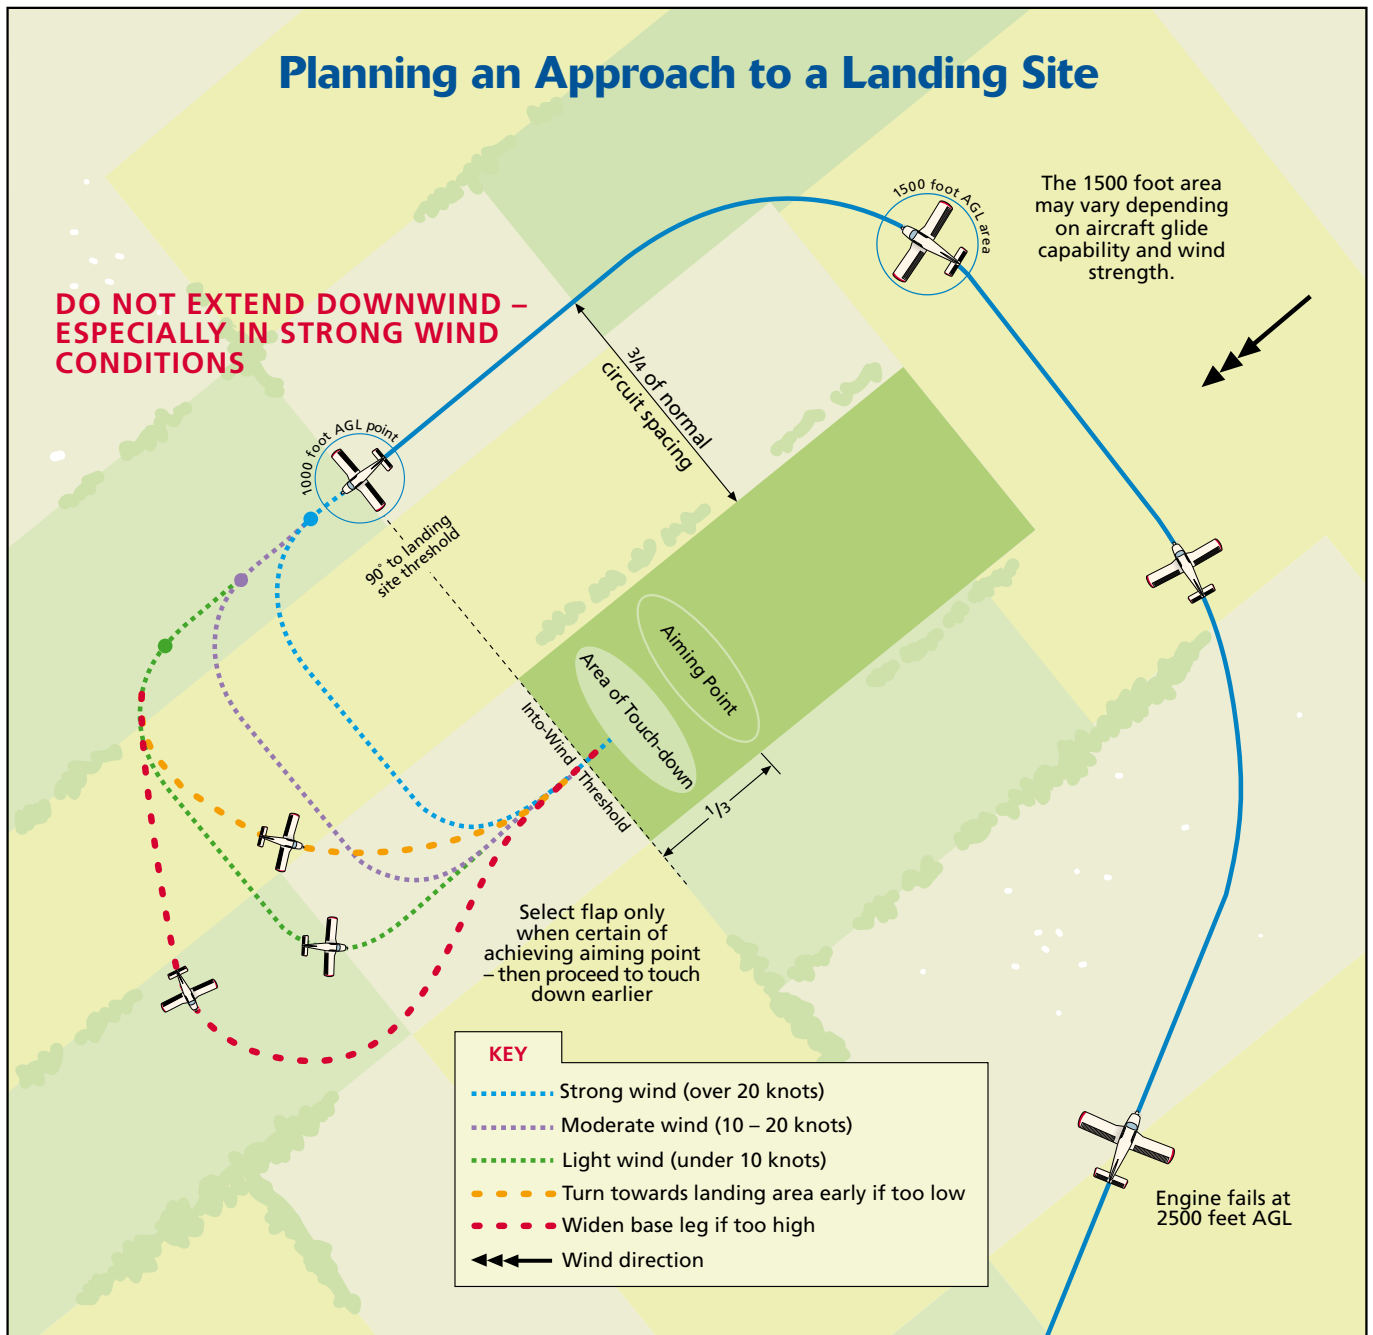 Planning an Approach to a Landing Site
1500 foot AGL area
The 1500 foot area
may vary depending
on aircraft glide
capability and wind
strength.
DO NOT EXTEND DOWNWIND –
ESPECIALLY IN STRONG WIND
CONDITIONS
3/4 of normal
circuit spacing
1000 foot AGL point
90° to landing
site threshold
Aiming Point
Area of Touch-down
Into-Wind Threshold
1/3
Select flap only
when certain of
achieving aiming point
– then proceed to touch
down earlier
KEY
Strong wind (over 20 knots)
Moderate wind (10 – 20 knots)
Light wind (under 10 knots)
Turn towards landing area early if too low
Widen base leg if too high
Wind direction
Engine fails at
2500 feet AGL